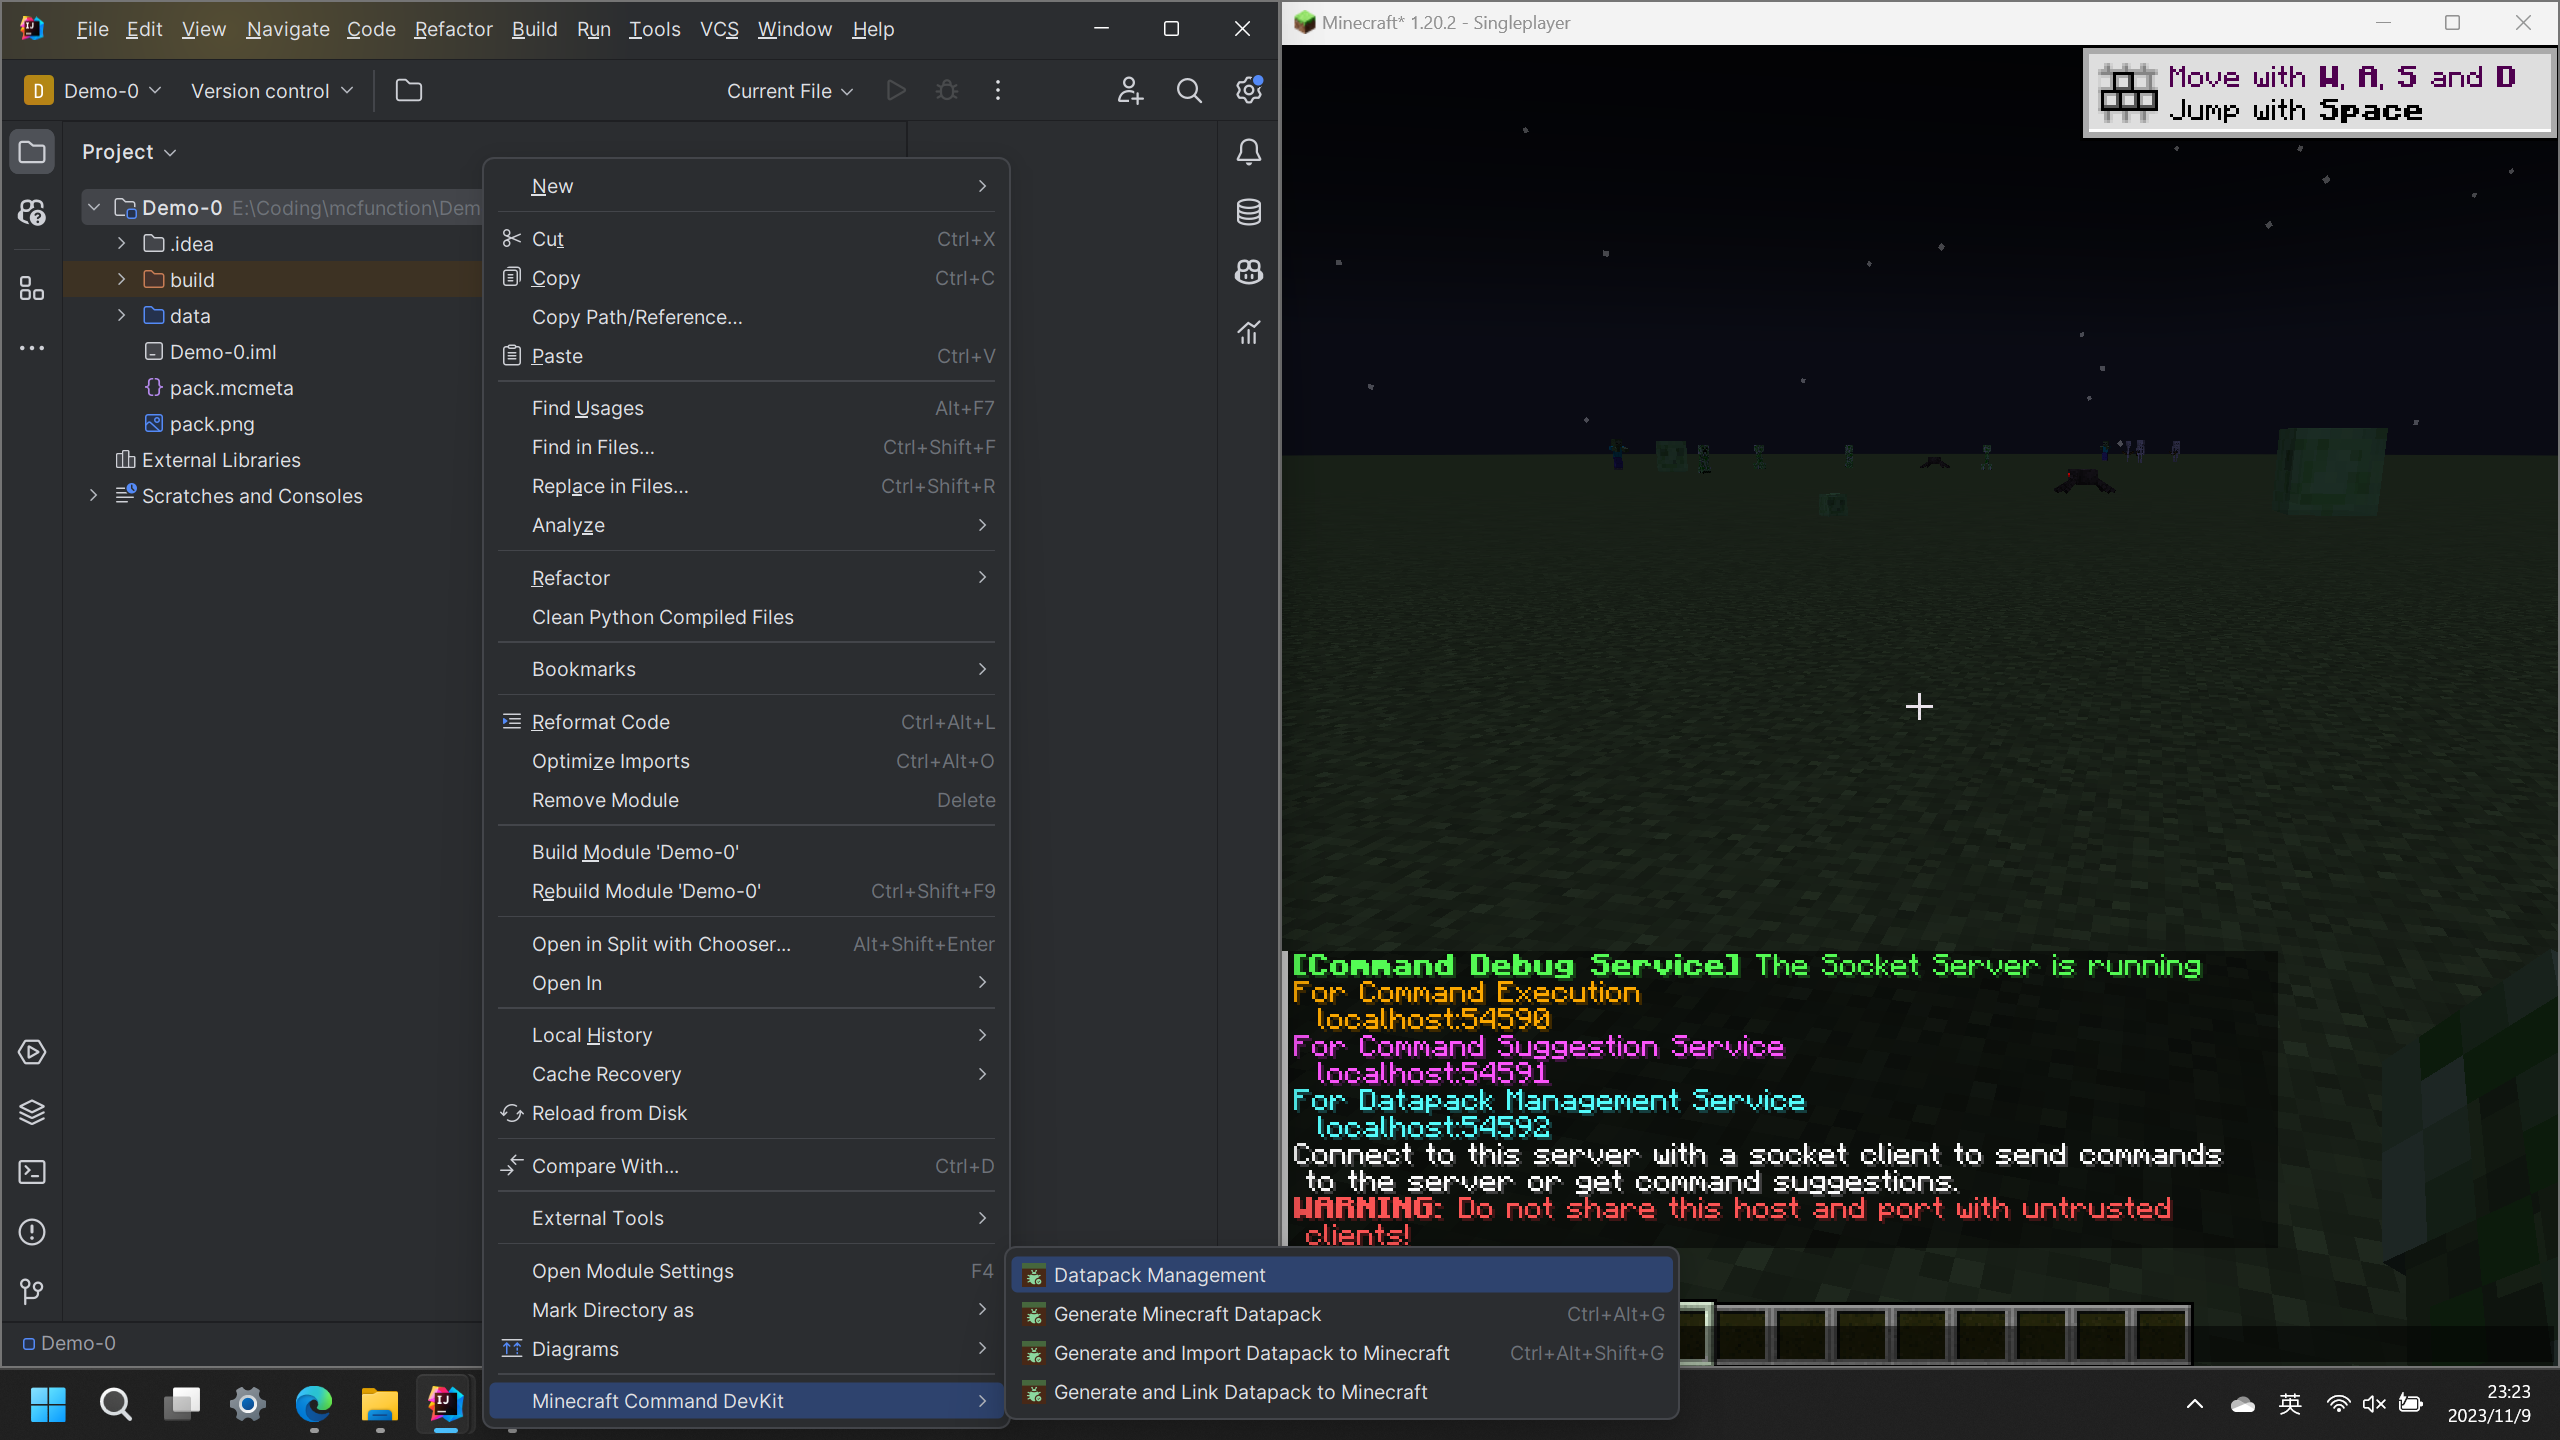 File Edit View Navigate Code Refactor Build Run Tools VCS Window Help
D Demo-0 Version control Current File
Project
Demo-0 E:\Coding\mcfunction\Dem
.idea
build
data
Demo-0.iml
pack.mcmeta
pack.png
External Libraries
Scratches and Consoles
Demo-0
New
Cut Ctrl+X
Copy Ctrl+C
Copy Path/Reference...
Paste Ctrl+V
Find Usages Alt+F7
Find in Files... Ctrl+Shift+F
Replace in Files... Ctrl+Shift+R
Analyze
Refactor
Clean Python Compiled Files
Bookmarks
Reformat Code Ctrl+Alt+L
Optimize Imports Ctrl+Alt+O
Remove Module Delete
Build Module 'Demo-0'
Rebuild Module 'Demo-0' Ctrl+Shift+F9
Open in Split with Chooser... Alt+Shift+Enter
Open In
Local History
Cache Recovery
Reload from Disk
Compare With... Ctrl+D
External Tools
Open Module Settings F4
Mark Directory as
Diagrams
Minecraft Command DevKit
Datapack Management
Generate Minecraft Datapack Ctrl+Alt+G
Generate and Import Datapack to Minecraft Ctrl+Alt+Shift+G
Generate and Link Datapack to Minecraft
Minecraft* 1.20.2 - Singleplayer
Move with W, A, S and D
Jump with Space
[Command Debug Service] The Socket Server is running
For Command Execution
localhost:54590
For Command Suggestion Service
localhost:54591
For Datapack Management Service
localhost:54592
Connect to this server with a socket client to send commands
to the server or get command suggestions.
WARNING: Do not share this host and port with untrusted
clients!
英
23:23
2023/11/9